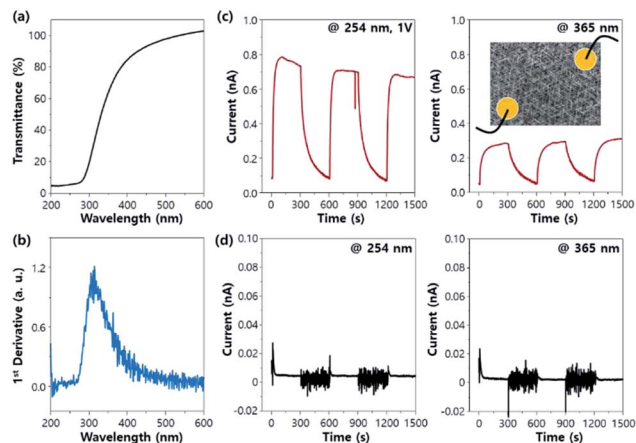 (a)
100
80
60
40
20
0
Transmittance (%)
200 300 400 500 600
Wavelength (nm)
(c)
@ 254 nm, 1V
1.0
0.8
0.6
0.4
0.2
0.0
Current (nA)
0 300 600 900 1200 1500
Time (s)
@ 365 nm
1.0
0.8
0.6
0.4
0.2
0.0
Current (nA)
0 300 600 900 1200 1500
Time (s)
(b)
1.2
0.6
0.0
1st Derivative (a. u.)
200 300 400 500 600
Wavelength (nm)
(d)
@ 254 nm
0.10
0.08
0.06
0.04
0.02
0.00
-0.02
Current (nA)
0 300 600 900 1200 1500
Time (s)
@ 365 nm
0.10
0.08
0.06
0.04
0.02
0.00
-0.02
Current (nA)
0 300 600 900 1200 1500
Time (s)